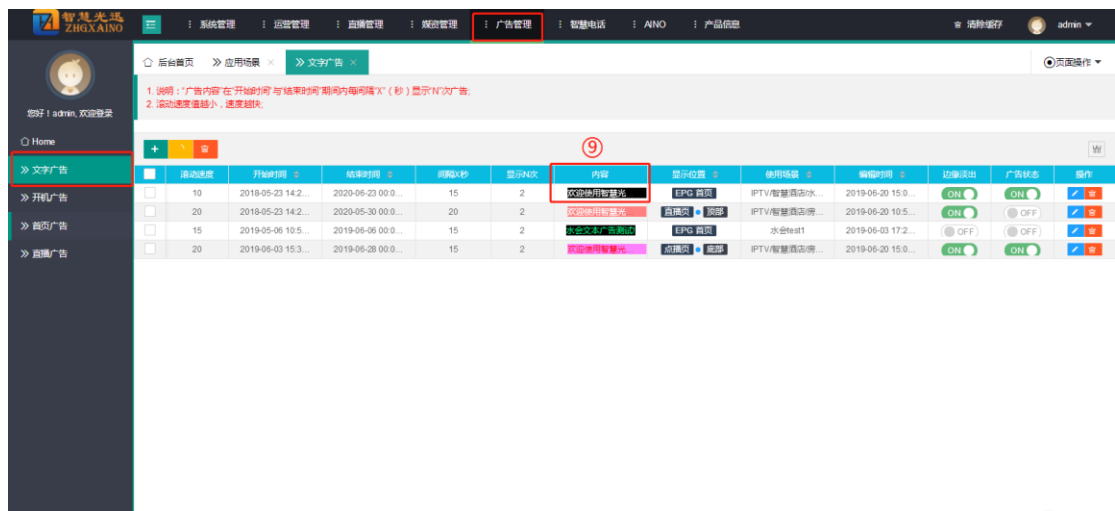 智慧光迅
ZHGXAINO
系统管理
运营管理
直播管理
媒资管理
广告管理
智慧电话
AINO
产品信息
清除缓存
admin
后台首页
应用场景
文字广告
页面操作
1. 说明："广告内容"在"开始时间"与"结束时间"期间内每间隔"X"（秒）显示"N"次广告;
2. 滚动速度值越小，速度越快;
您好！admin, 欢迎登录
Home
文字广告
开机广告
首页广告
直播广告
⑨
滚动速度 开始时间 结束时间 间隔X秒 显示N次 内容 显示位置 使用场景 编辑时间 边缘淡出 广告状态 操作
10 2018-05-23 14:2... 2020-06-23 00:0... 15 2 欢迎使用智慧光... EPG 首页 IPTV/智慧酒店/水... 2019-06-20 15:0... ON ON
20 2018-05-23 14:2... 2020-05-30 00:0... 20 2 欢迎使用智慧光... 直播页 顶部 IPTV/智慧酒店/房... 2019-06-20 10:5... ON OFF
15 2019-05-06 10:5... 2019-06-06 00:0... 15 2 水会文本广告测试! EPG 首页 水会test1 2019-06-03 17:2... OFF OFF
20 2019-06-03 15:3... 2019-06-28 00:0... 15 2 欢迎使用智慧光... 点播页 底部 IPTV/智慧酒店/房... 2019-06-20 15:0... ON ON